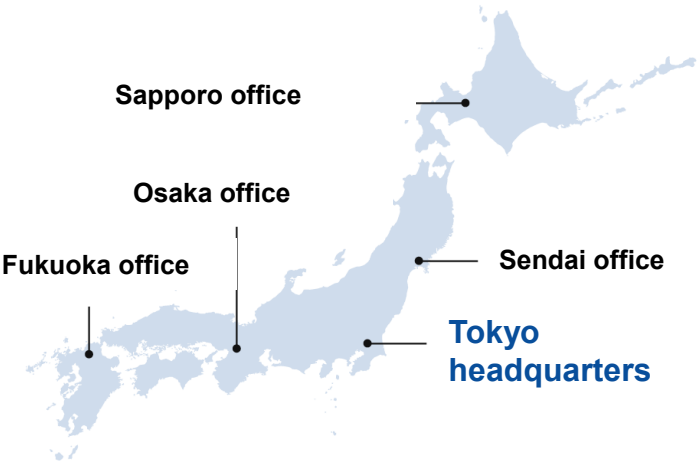 Sapporo office
Osaka office
Fukuoka office
Sendai office
Tokyo
headquarters